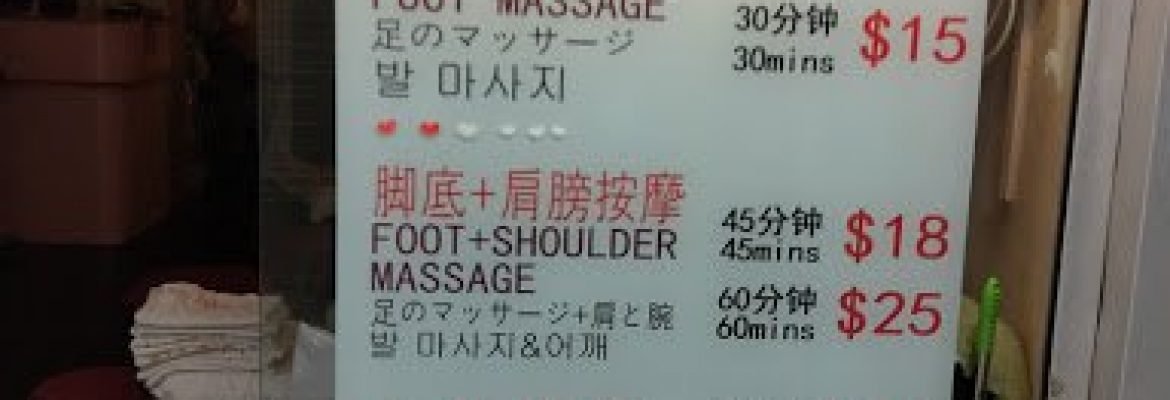 FOOT MASSAGE
足のマッサージ
발 마사지
30分钟
30mins
$15
脚底+肩膀按摩
FOOT+SHOULDER
MASSAGE
足のマッサージ+肩と腕
발 마사지&어깨
45分钟
45mins
$18
60分钟
60mins
$25